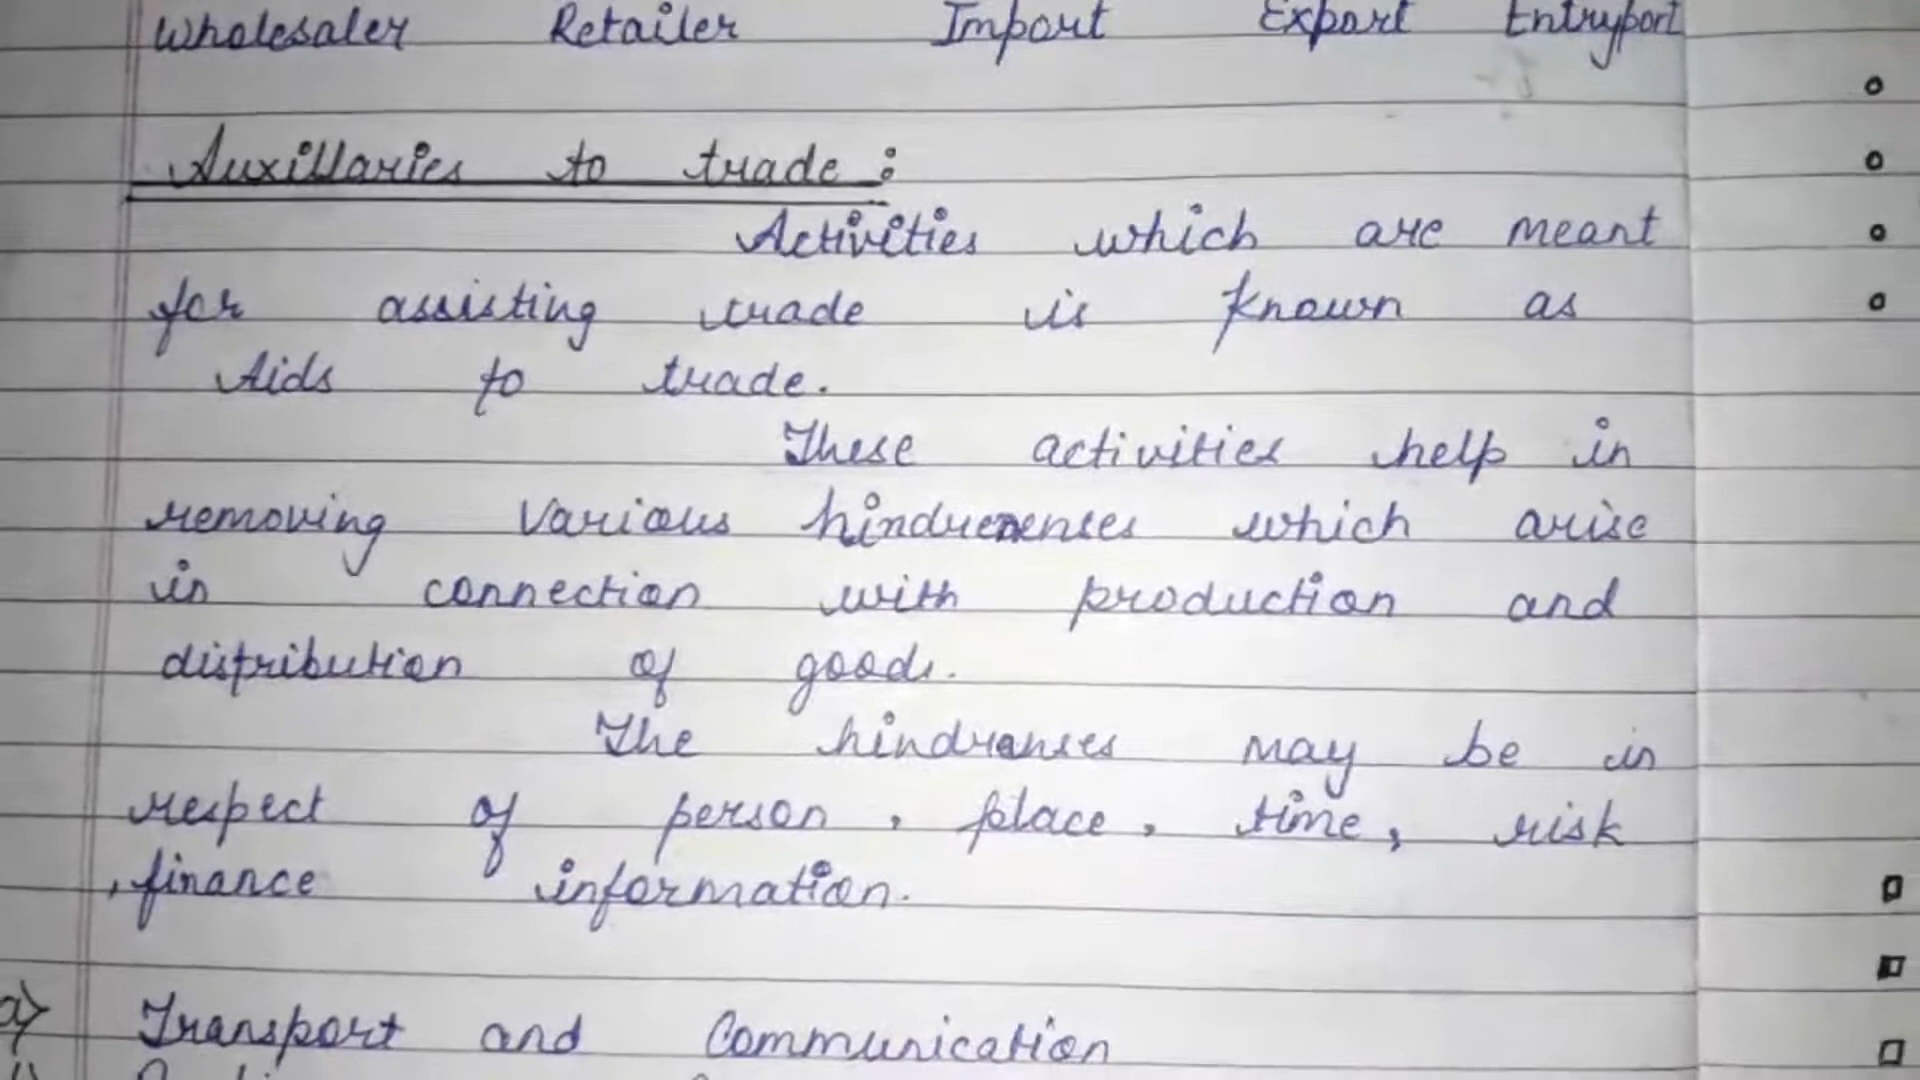 Wholesaler Retailer Import Export Entryport
Auxillaries to trade :
Activities which are meant
for assisting trade is known as
Aids to trade.
These activities help in
removing various hindrenenses which arise
in connection with production and
distribution of goods.
The hindranses may be in
respect of person, place, time, risk
, finance information.
a) Transport and Communication